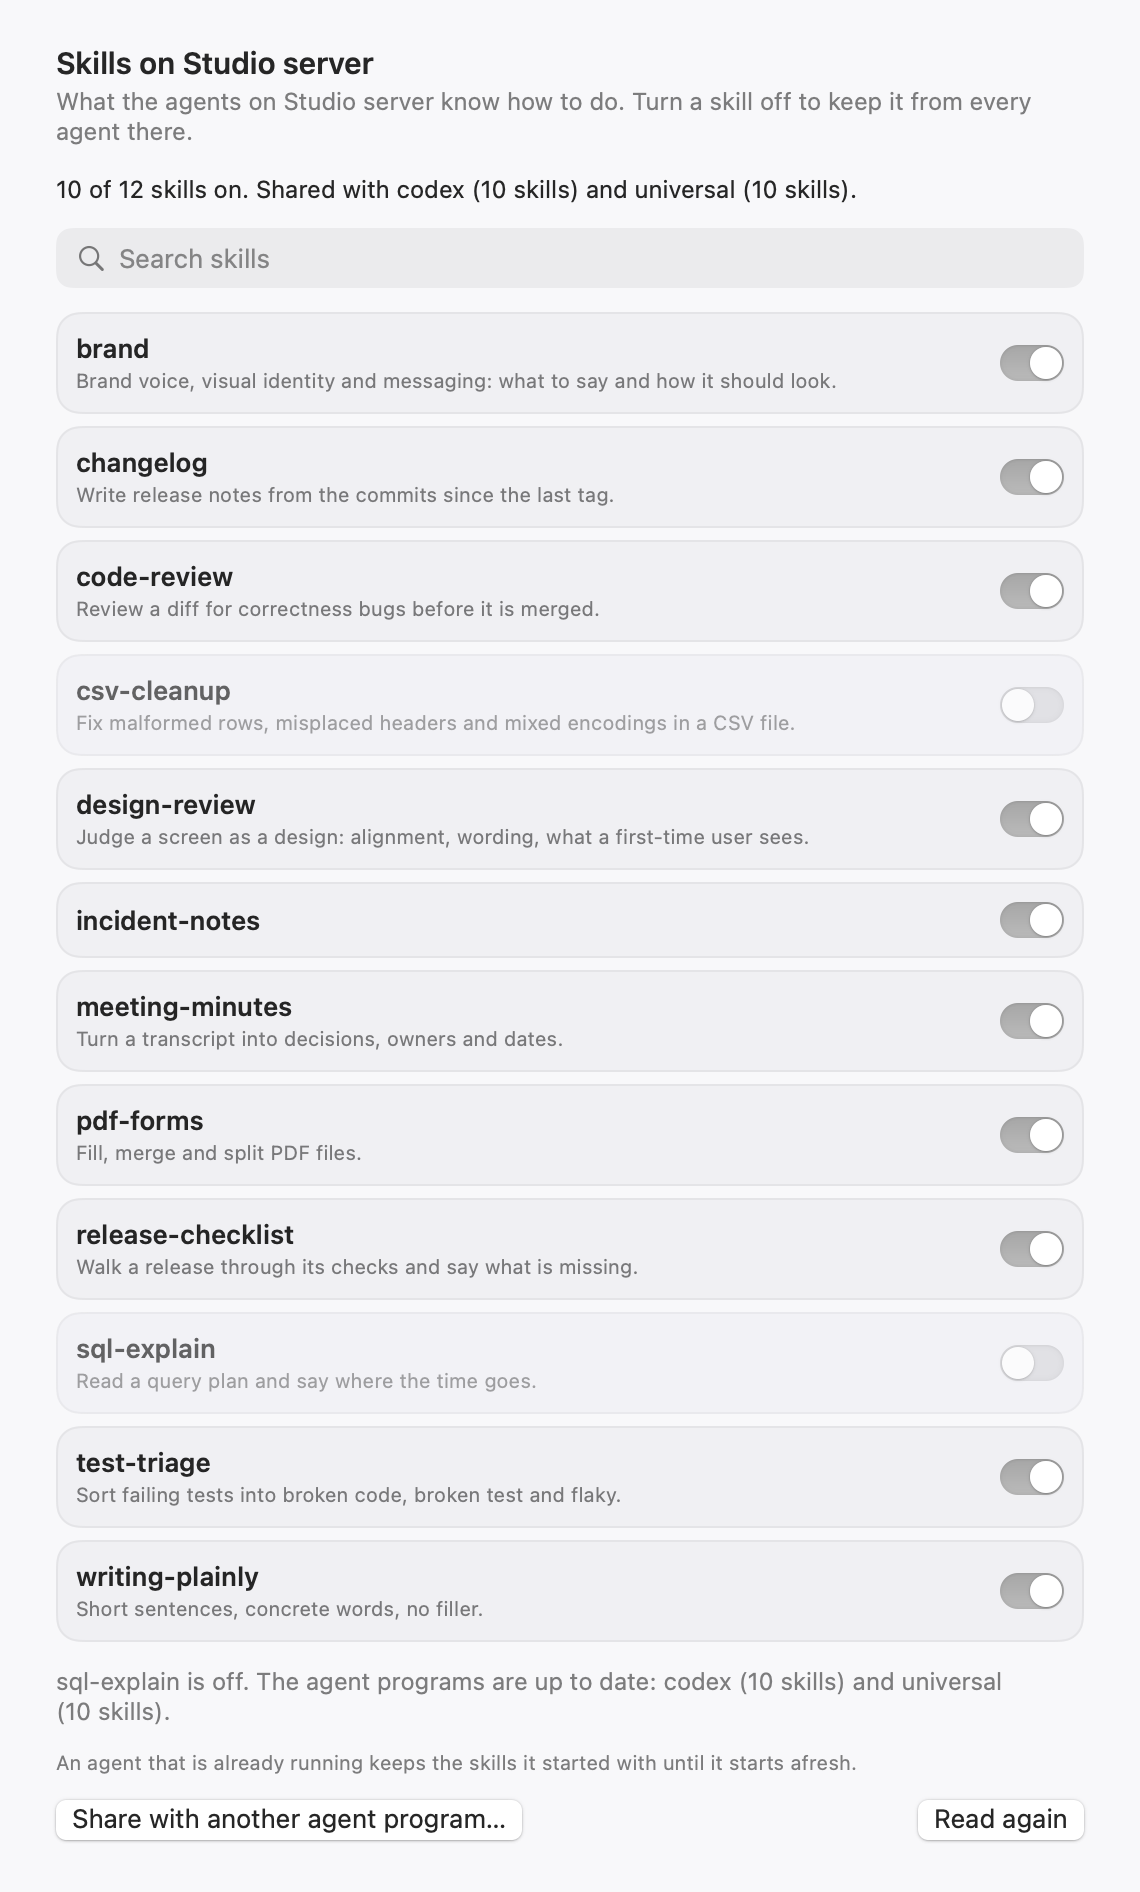 Skills on Studio server
What the agents on Studio server know how to do. Turn a skill off to keep it from every
agent there.
10 of 12 skills on. Shared with codex (10 skills) and universal (10 skills).
Search skills
brand
Brand voice, visual identity and messaging: what to say and how it should look.
changelog
Write release notes from the commits since the last tag.
code-review
Review a diff for correctness bugs before it is merged.
csv-cleanup
Fix malformed rows, misplaced headers and mixed encodings in a CSV file.
design-review
Judge a screen as a design: alignment, wording, what a first-time user sees.
incident-notes
meeting-minutes
Turn a transcript into decisions, owners and dates.
pdf-forms
Fill, merge and split PDF files.
release-checklist
Walk a release through its checks and say what is missing.
sql-explain
Read a query plan and say where the time goes.
test-triage
Sort failing tests into broken code, broken test and flaky.
writing-plainly
Short sentences, concrete words, no filler.
sql-explain is off. The agent programs are up to date: codex (10 skills) and universal
(10 skills).
An agent that is already running keeps the skills it started with until it starts afresh.
Share with another agent program...
Read again